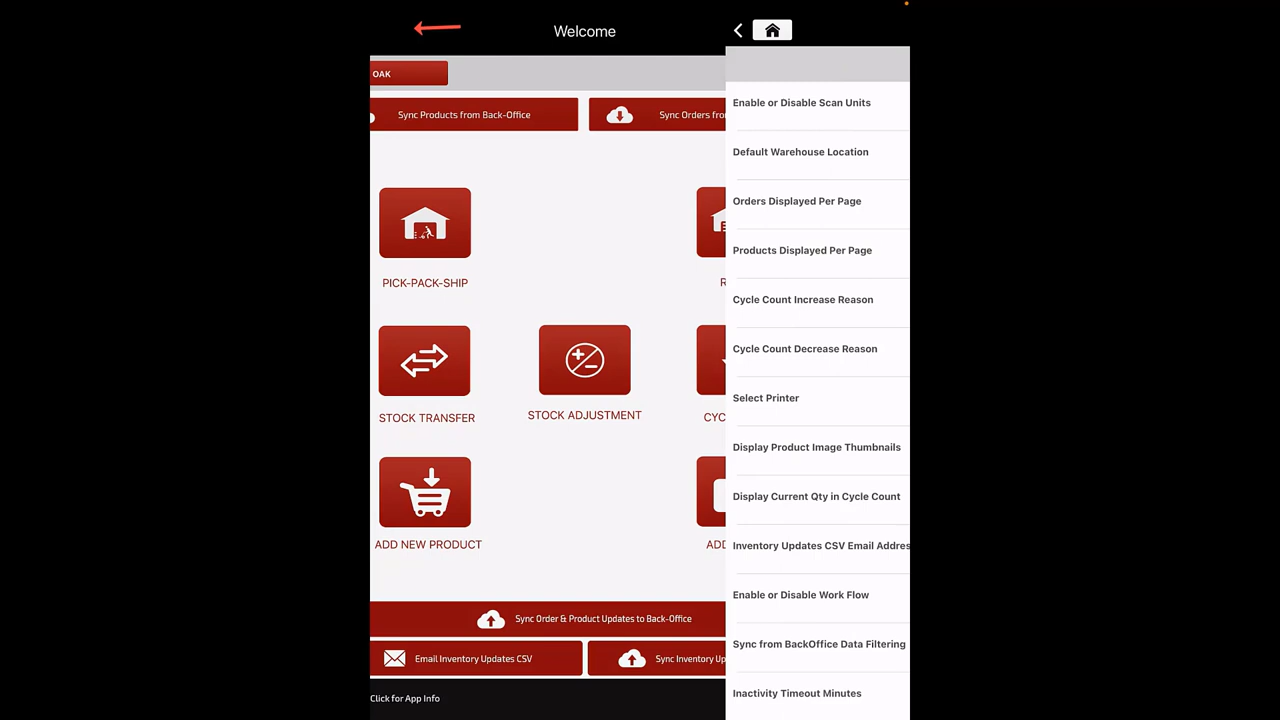 Welcome
OAK
Sync Products from Back-Office
Sync Orders fro
PICK-PACK-SHIP
R
STOCK TRANSFER
STOCK ADJUSTMENT
CYC
ADD NEW PRODUCT
ADD
Sync Order & Product Updates to Back-Office
Email Inventory Updates CSV
Sync Inventory Up
Click for App Info
Enable or Disable Scan Units
Default Warehouse Location
Orders Displayed Per Page
Products Displayed Per Page
Cycle Count Increase Reason
Cycle Count Decrease Reason
Select Printer
Display Product Image Thumbnails
Display Current Qty in Cycle Count
Inventory Updates CSV Email Addres
Enable or Disable Work Flow
Sync from BackOffice Data Filtering
Inactivity Timeout Minutes